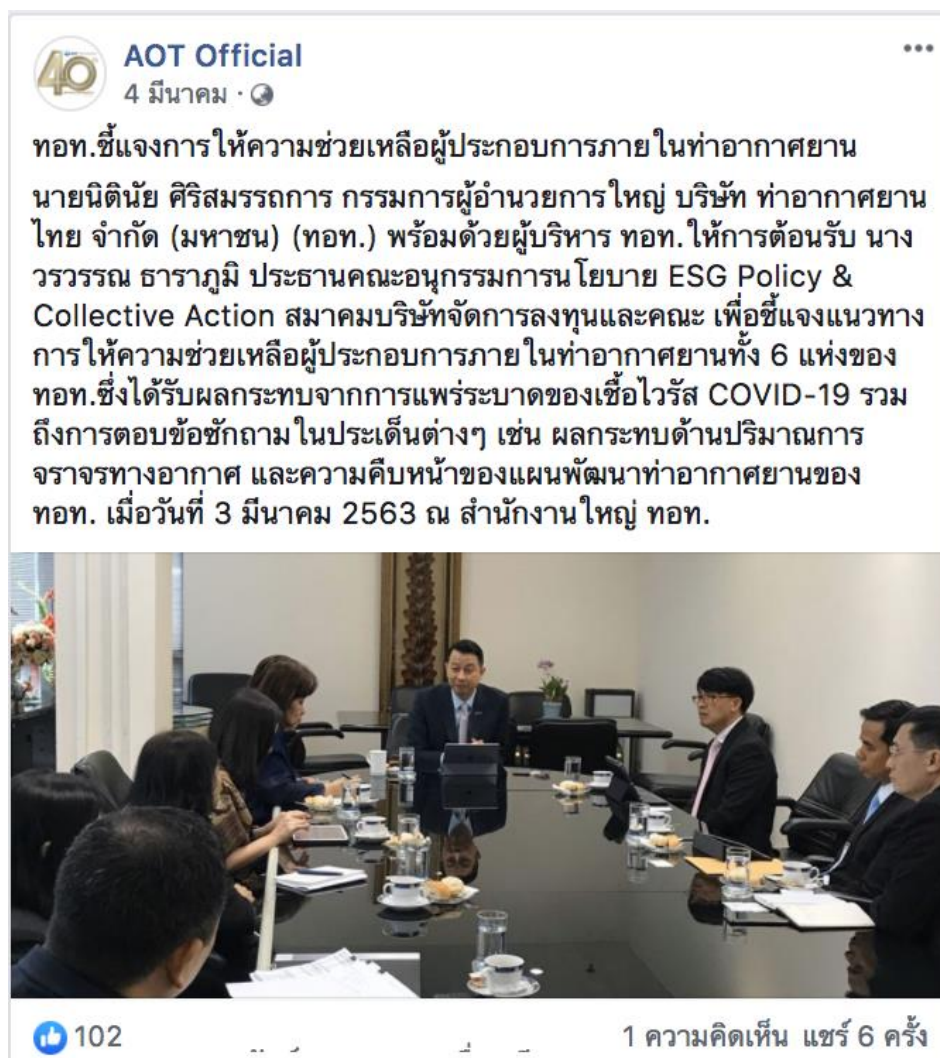 40
AOT Official
4 มีนาคม ·
ทอท.ชี้แจงการให้ความช่วยเหลือผู้ประกอบการภายในท่าอากาศยาน
นายนิตินัย ศิริสมรรถการ กรรมการผู้อำนวยการใหญ่ บริษัท ท่าอากาศยาน
ไทย จำกัด (มหาชน) (ทอท.) พร้อมด้วยผู้บริหาร ทอท.ให้การต้อนรับ นาง
วรวรรณ ธาราภูมิ ประธานคณะอนุกรรมการนโยบาย ESG Policy &
Collective Action สมาคมบริษัทจัดการลงทุนและคณะ เพื่อชี้แจงแนวทาง
การให้ความช่วยเหลือผู้ประกอบการภายในท่าอากาศยานทั้ง 6 แห่งของ
ทอท.ซึ่งได้รับผลกระทบจากการแพร่ระบาดของเชื้อไวรัส COVID-19 รวม
ถึงการตอบข้อซักถามในประเด็นต่างๆ เช่น ผลกระทบด้านปริมาณการ
จราจรทางอากาศ และความคืบหน้าของแผนพัฒนาท่าอากาศยานของ
ทอท. เมื่อวันที่ 3 มีนาคม 2563 ณ สำนักงานใหญ่ ทอท.
102
1 ความคิดเห็น แชร์ 6 ครั้ง